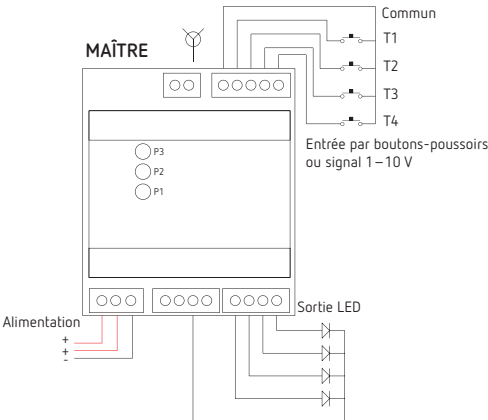 Commun
MAÎTRE
T1
T2
T3
T4
Entrée par boutons-poussoirs
ou signal 1–10 V
P3
P2
P1
Sortie LED
Alimentation
+
+
-